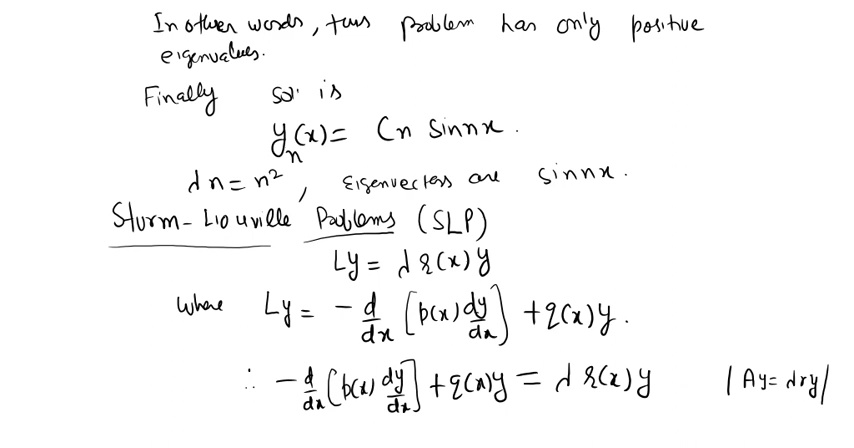 In other words, this problem has only positive
eigenvalues.
Finally sol. is
yₙ(x) = Cn sin nx.
λn = n², Eigenvectors are sin nx.
Sturm-Liouville Problems (SLP)
Ly = λ r(x) y
where Ly = - d/dx [p(x) dy/dx] + q(x) y.
∴ - d/dx [p(x) dy/dx] + q(x) y = λ r(x) y | Ay = λry |